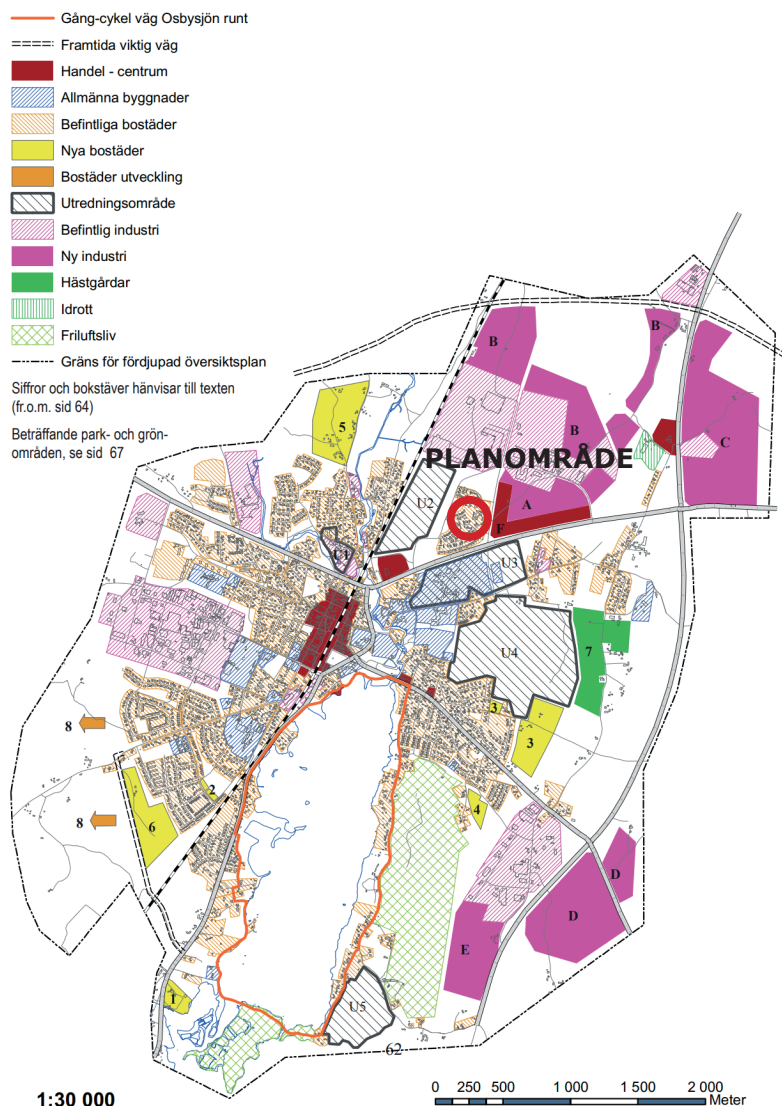 Gång-cykel väg Osbysjön runt
Framtida viktig väg
Handel - centrum
Allmänna byggnader
Befintliga bostäder
Nya bostäder
Bostäder utveckling
Utredningsområde
Befintlig industri
Ny industri
Hästgårdar
Idrott
Friluftsliv
Gräns för fördjupad översiktsplan
Siffror och bokstäver hänvisar till texten
(fr.o.m. sid 64)
Beträffande park- och grön-
områden, se sid 67
B
B
5
B
C
PLANOMRÅDE
U2
A
F
U1
U3
U4
7
3
3
8
2
4
6
8
D
D
E
1
U5
62
1:30 000
0 250 500 1 000 1 500 2 000
Meter